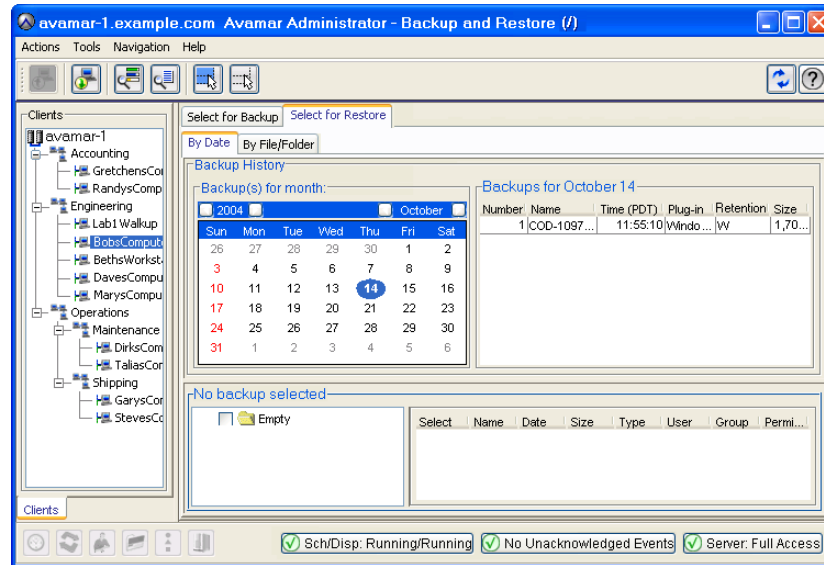 avamar-1.example.com Avamar Administrator - Backup and Restore (/)
Actions Tools Navigation Help
Clients
avamar-1
Accounting
GretchensCor
RandysComp
Engineering
Lab1 Walkup
BobsCompute
BethsWorkst
DavesCompu
MarysCompu
Operations
Maintenance
DirksCom
TaliasCor
Shipping
GarysCor
StevesCo
Clients
Select for Backup Select for Restore
By Date By File/Folder
Backup History
Backup(s) for month:
2004 October
Sun Mon Tue Wed Thu Fri Sat
26 27 28 29 30 1 2
3 4 5 6 7 8 9
10 11 12 13 14 15 16
17 18 19 20 21 22 23
24 25 26 27 28 29 30
31 1 2 3 4 5 6
Backups for October 14
Number Name Time (PDT) Plug-in Retention Size
1 COD-1097... 11:55:10 Windo... W 1,70...
No backup selected
Empty
Select Name Date Size Type User Group Permi...
Sch/Disp: Running/Running No Unacknowledged Events Server: Full Access